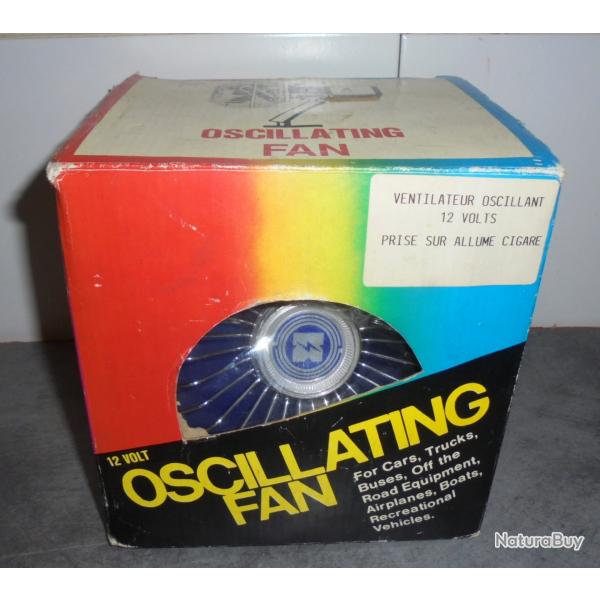 OSCILLATING
FAN
VENTILATEUR OSCILLANT
12 VOLTS
PRISE SUR ALLUME CIGARE
12 VOLT
OSCILLATING
FAN
For Cars, Trucks,
Buses, Off the
Road Equipment,
Airplanes, Boats,
Recreational
Vehicles.
NaturaBuy